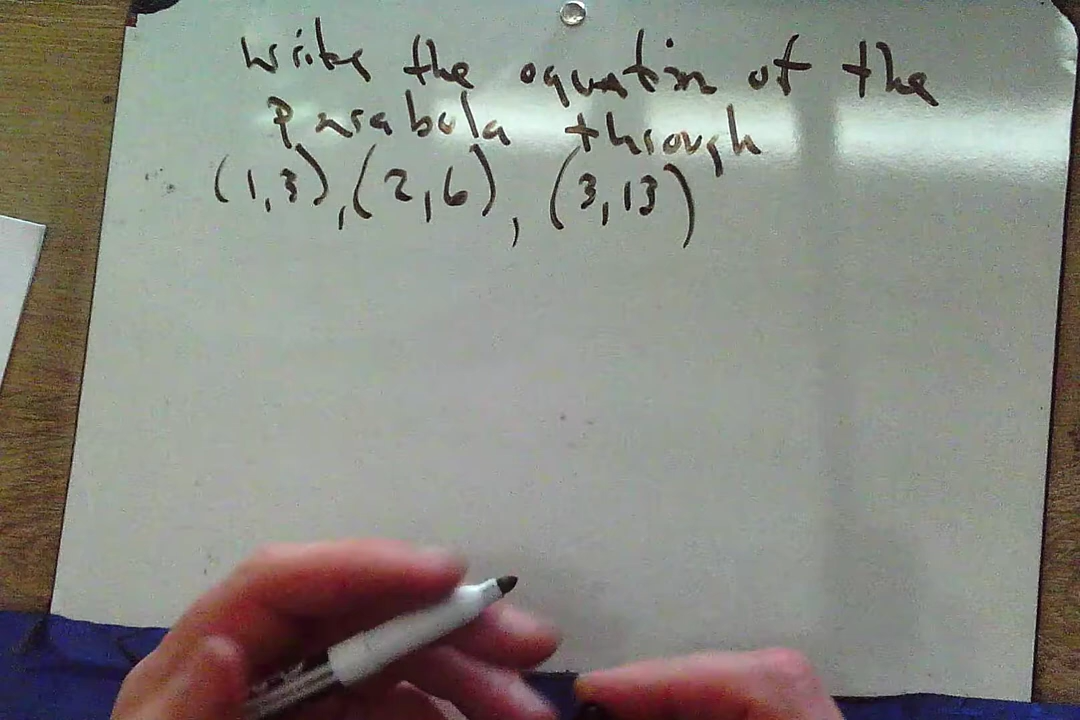 Write the equation of the
Parabola through
(1,3), (2,6), (3,13)